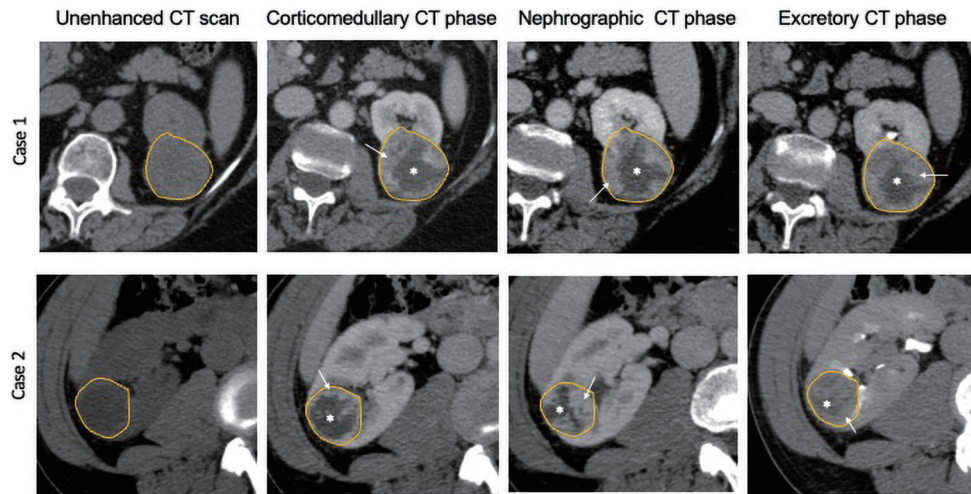 Unenhanced CT scan Corticomedullary CT phase Nephrographic CT phase Excretory CT phase
Case 1
* * *
Case 2
* * *